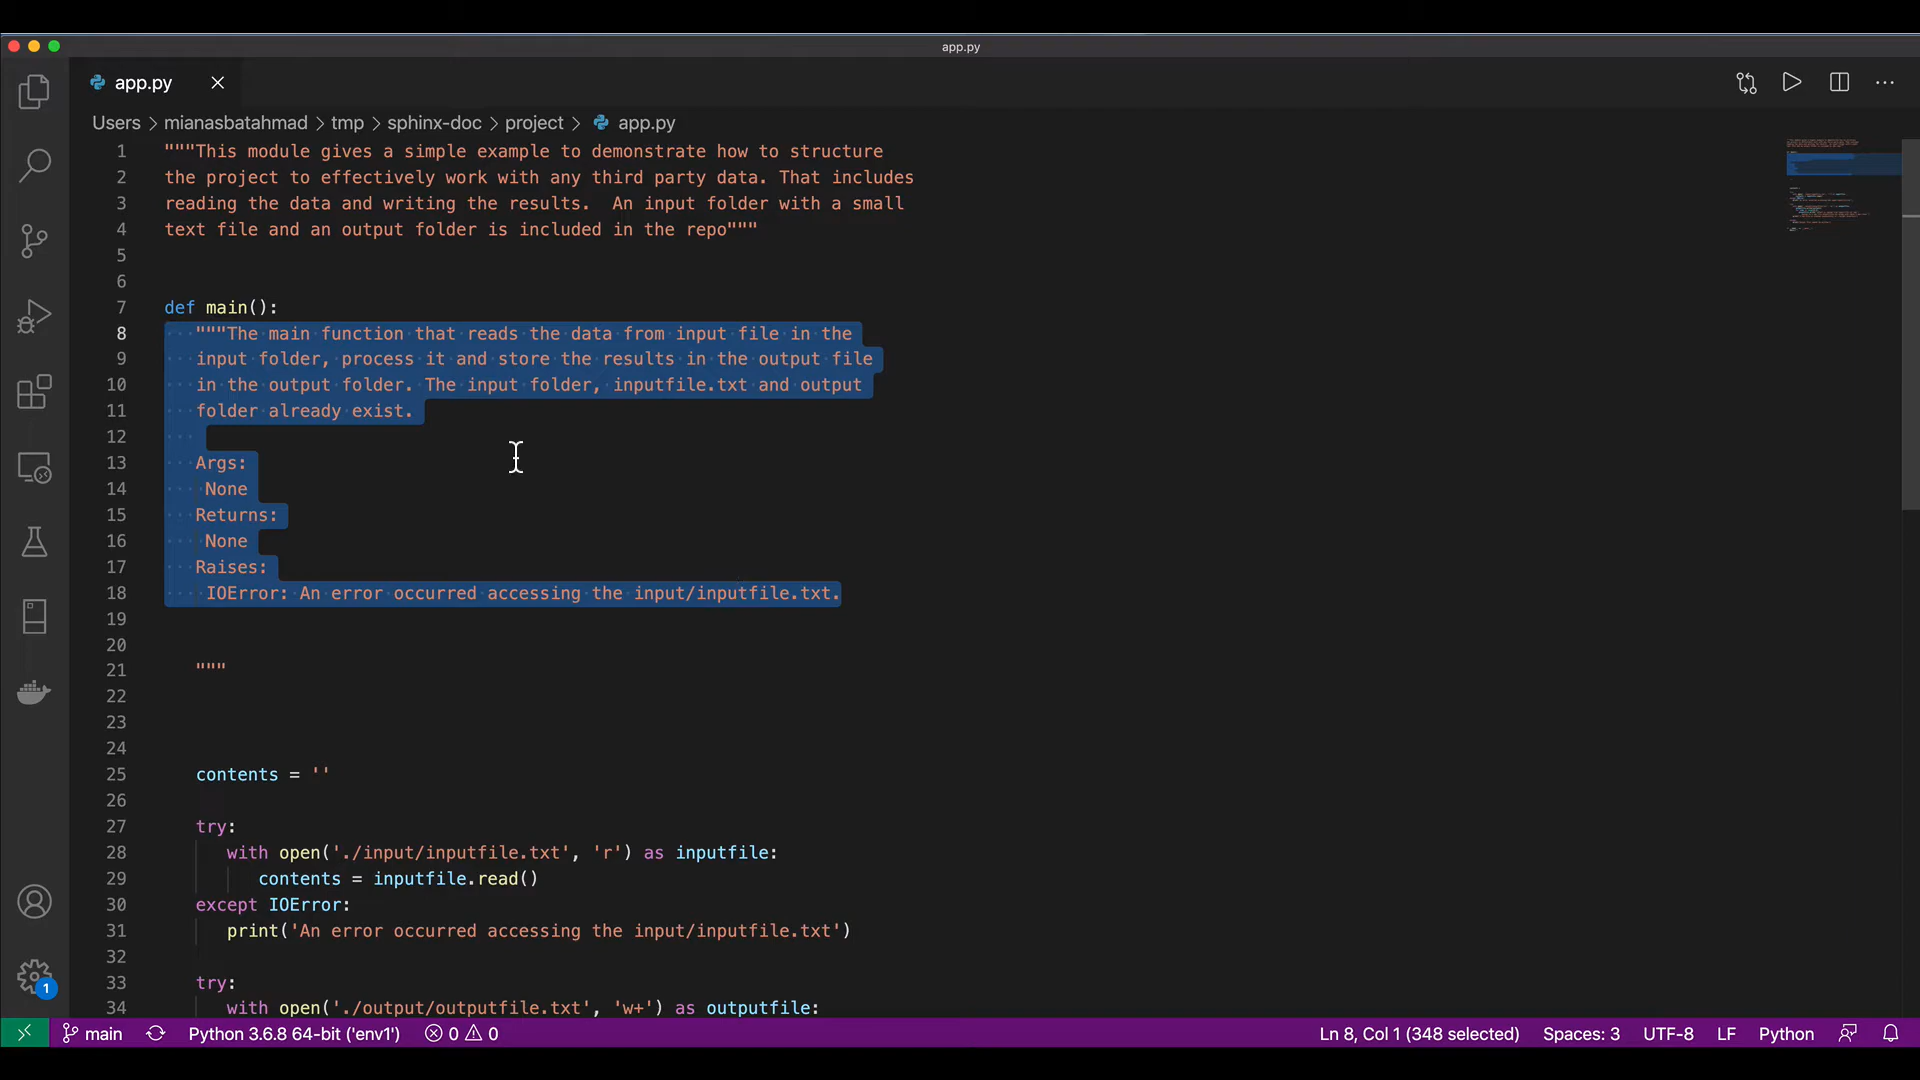 app.py
app.py
Users > mianasbatahmad > tmp > sphinx-doc > project > app.py
1 """This module gives a simple example to demonstrate how to structure
2 the project to effectively work with any third party data. That includes
3 reading the data and writing the results.  An input folder with a small
4 text file and an output folder is included in the repo"""
5
6
7 def main():
8    """The main function that reads the data from input file in the
9    input folder, process it and store the results in the output file
10    in the output folder. The input folder, inputfile.txt and output
11    folder already exist.
12
13    Args:
14     None
15    Returns:
16     None
17    Raises:
18     IOError: An error occurred accessing the input/inputfile.txt.
19
20
21    """
22
23
24
25    contents = ''
26
27    try:
28       with open('./input/inputfile.txt', 'r') as inputfile:
29          contents = inputfile.read()
30    except IOError:
31       print('An error occurred accessing the input/inputfile.txt')
32
33    try:
34       with open('./output/outputfile.txt', 'w+') as outputfile:
1
main Python 3.6.8 64-bit ('env1') 0 0 Ln 8, Col 1 (348 selected) Spaces: 3 UTF-8 LF Python